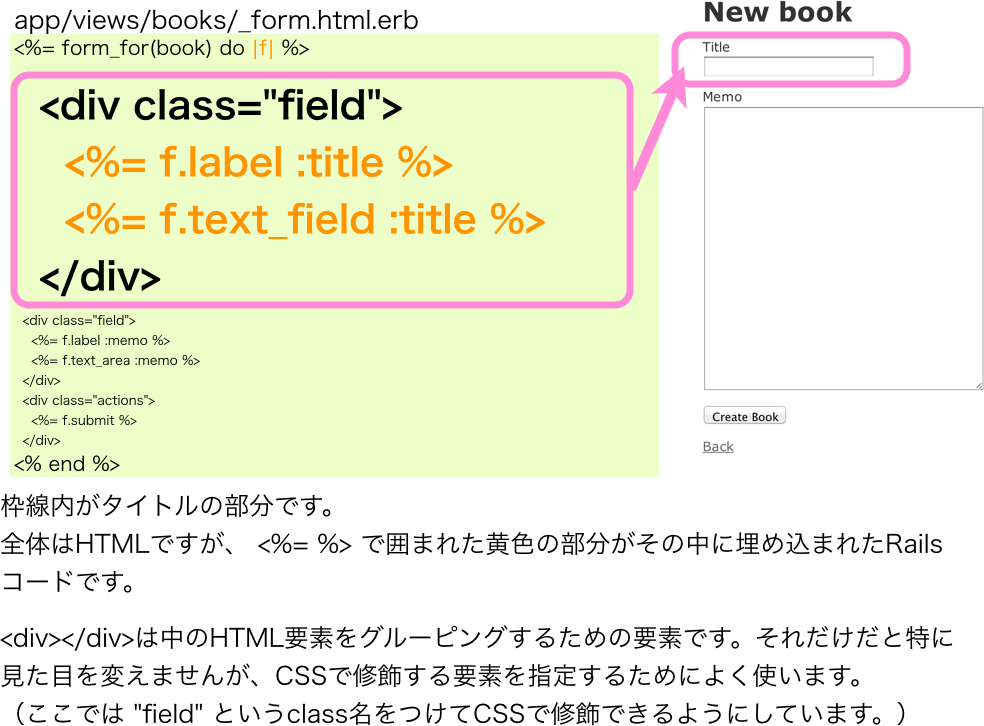 app/views/books/_form.html.erb
<%= form_for(book) do |f| %>
<div class="field">
<%= f.label :title %>
<%= f.text_field :title %>
</div>
<div class="field">
<%= f.label :memo %>
<%= f.text_area :memo %>
</div>
<div class="actions">
<%= f.submit %>
</div>
<% end %>
New book
Title
Memo
Create Book
Back
枠線内がタイトルの部分です。
全体はHTMLですが、 <%= %> で囲まれた黄色の部分がその中に埋め込まれたRails
コードです。
<div></div>は中のHTML要素をグルーピングするための要素です。それだけだと特に
見た目を変えませんが、CSSで修飾する要素を指定するためによく使います。
（ここでは "field" というclass名をつけてCSSで修飾できるようにしています。）